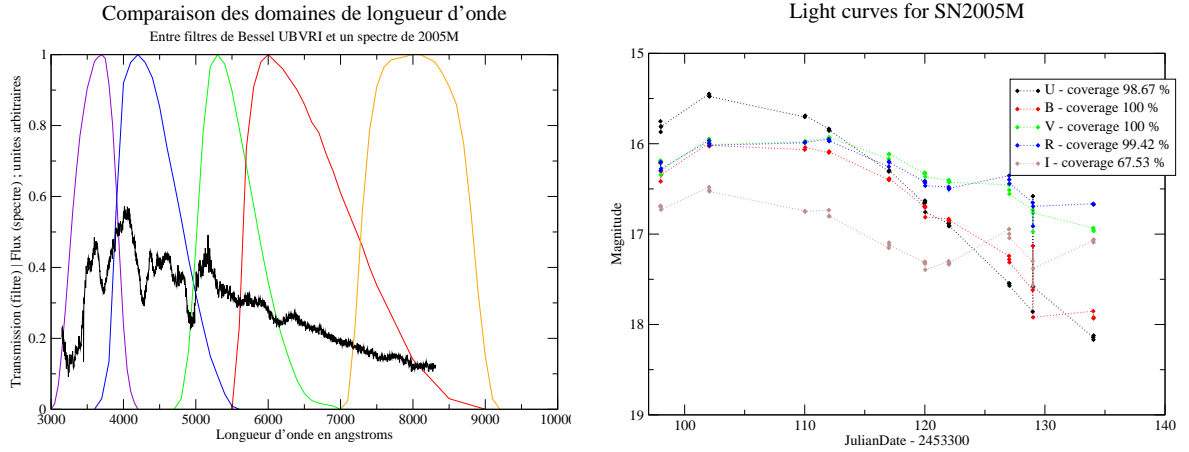 Comparaison des domaines de longueur d'onde
Entre filtres de Bessel UBVRI et un spectre de 2005M
Transmission (filtre) | Flux (spectre) ; unites arbitraires
1
0.8
0.6
0.4
0.2
0
3000 4000 5000 6000 7000 8000 9000 10000
Longueur d'onde en angstroms
Light curves for SN2005M
Magnitude
15
16
17
18
19
U - coverage 98.67 %
B - coverage 100 %
V - coverage 100 %
R - coverage 99.42 %
I - coverage 67.53 %
100 110 120 130 140
JulianDate - 2453300